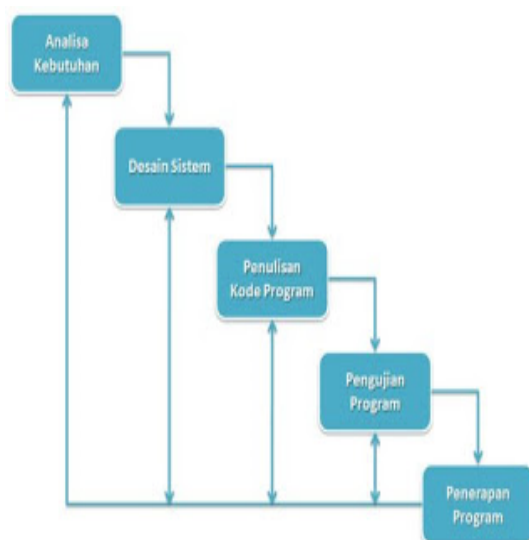 Analisa
Kebutuhan
Desain Sistem
Penulisan
Kode Program
Pengujian
Program
Penerapan
Program